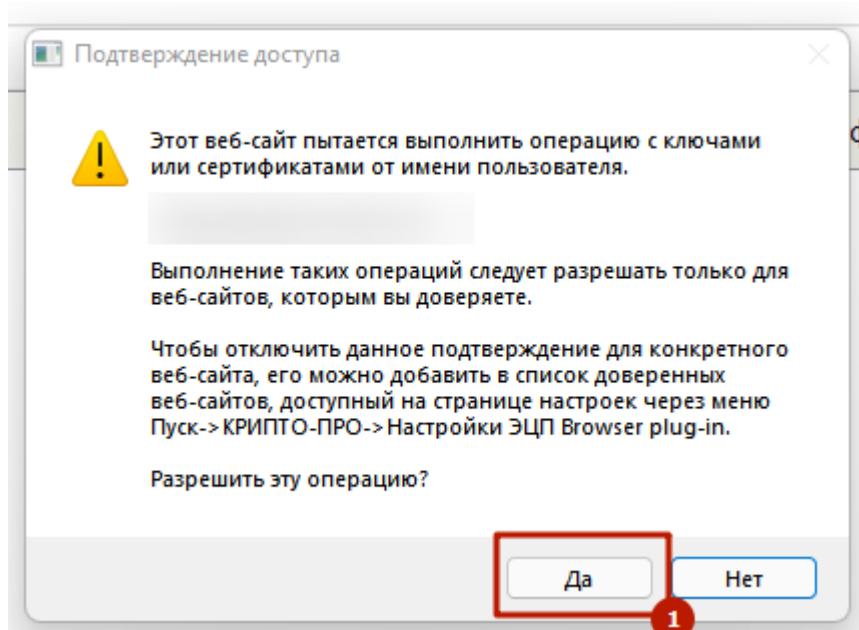 Подтверждение доступа
Этот веб-сайт пытается выполнить операцию с ключами
или сертификатами от имени пользователя.
Выполнение таких операций следует разрешать только для
веб-сайтов, которым вы доверяете.
Чтобы отключить данное подтверждение для конкретного
веб-сайта, его можно добавить в список доверенных
веб-сайтов, доступный на странице настроек через меню
Пуск->КРИПТО-ПРО->Настройки ЭЦП Browser plug-in.
Разрешить эту операцию?
Да
Нет
1